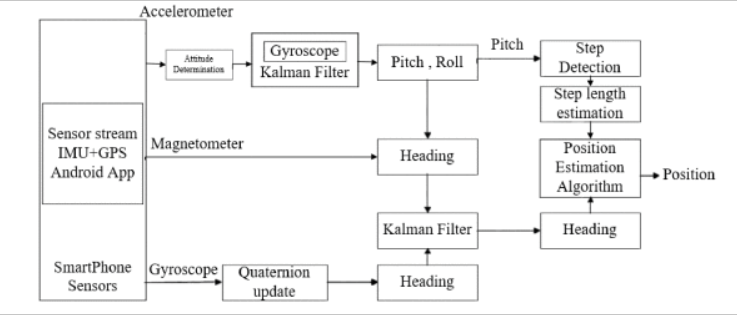 Accelerometer
Sensor stream
IMU+GPS
Android App
SmartPhone
Sensors
Attitude
Determination
Gyroscope
Kalman Filter
Pitch , Roll
Pitch
Step
Detection
Step length
estimation
Position
Estimation
Algorithm
Position
Magnetometer
Heading
Kalman Filter
Heading
Gyroscope
Quaternion
update
Heading